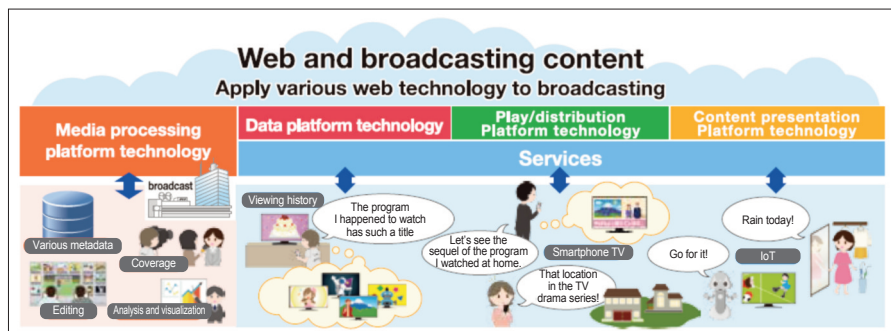 Web and broadcasting content
Apply various web technology to broadcasting
Media processing
platform technology
Data platform technology
Play/distribution
Platform technology
Content presentation
Platform technology
Services
broadcast
Various metadata
Coverage
Editing
Analysis and visualization
Viewing history
The program
I happened to watch
has such a title
Let's see the
sequel of the program
I watched at home.
Smartphone TV
That location
in the TV
drama series!
Go for it!
Rain today!
IoT